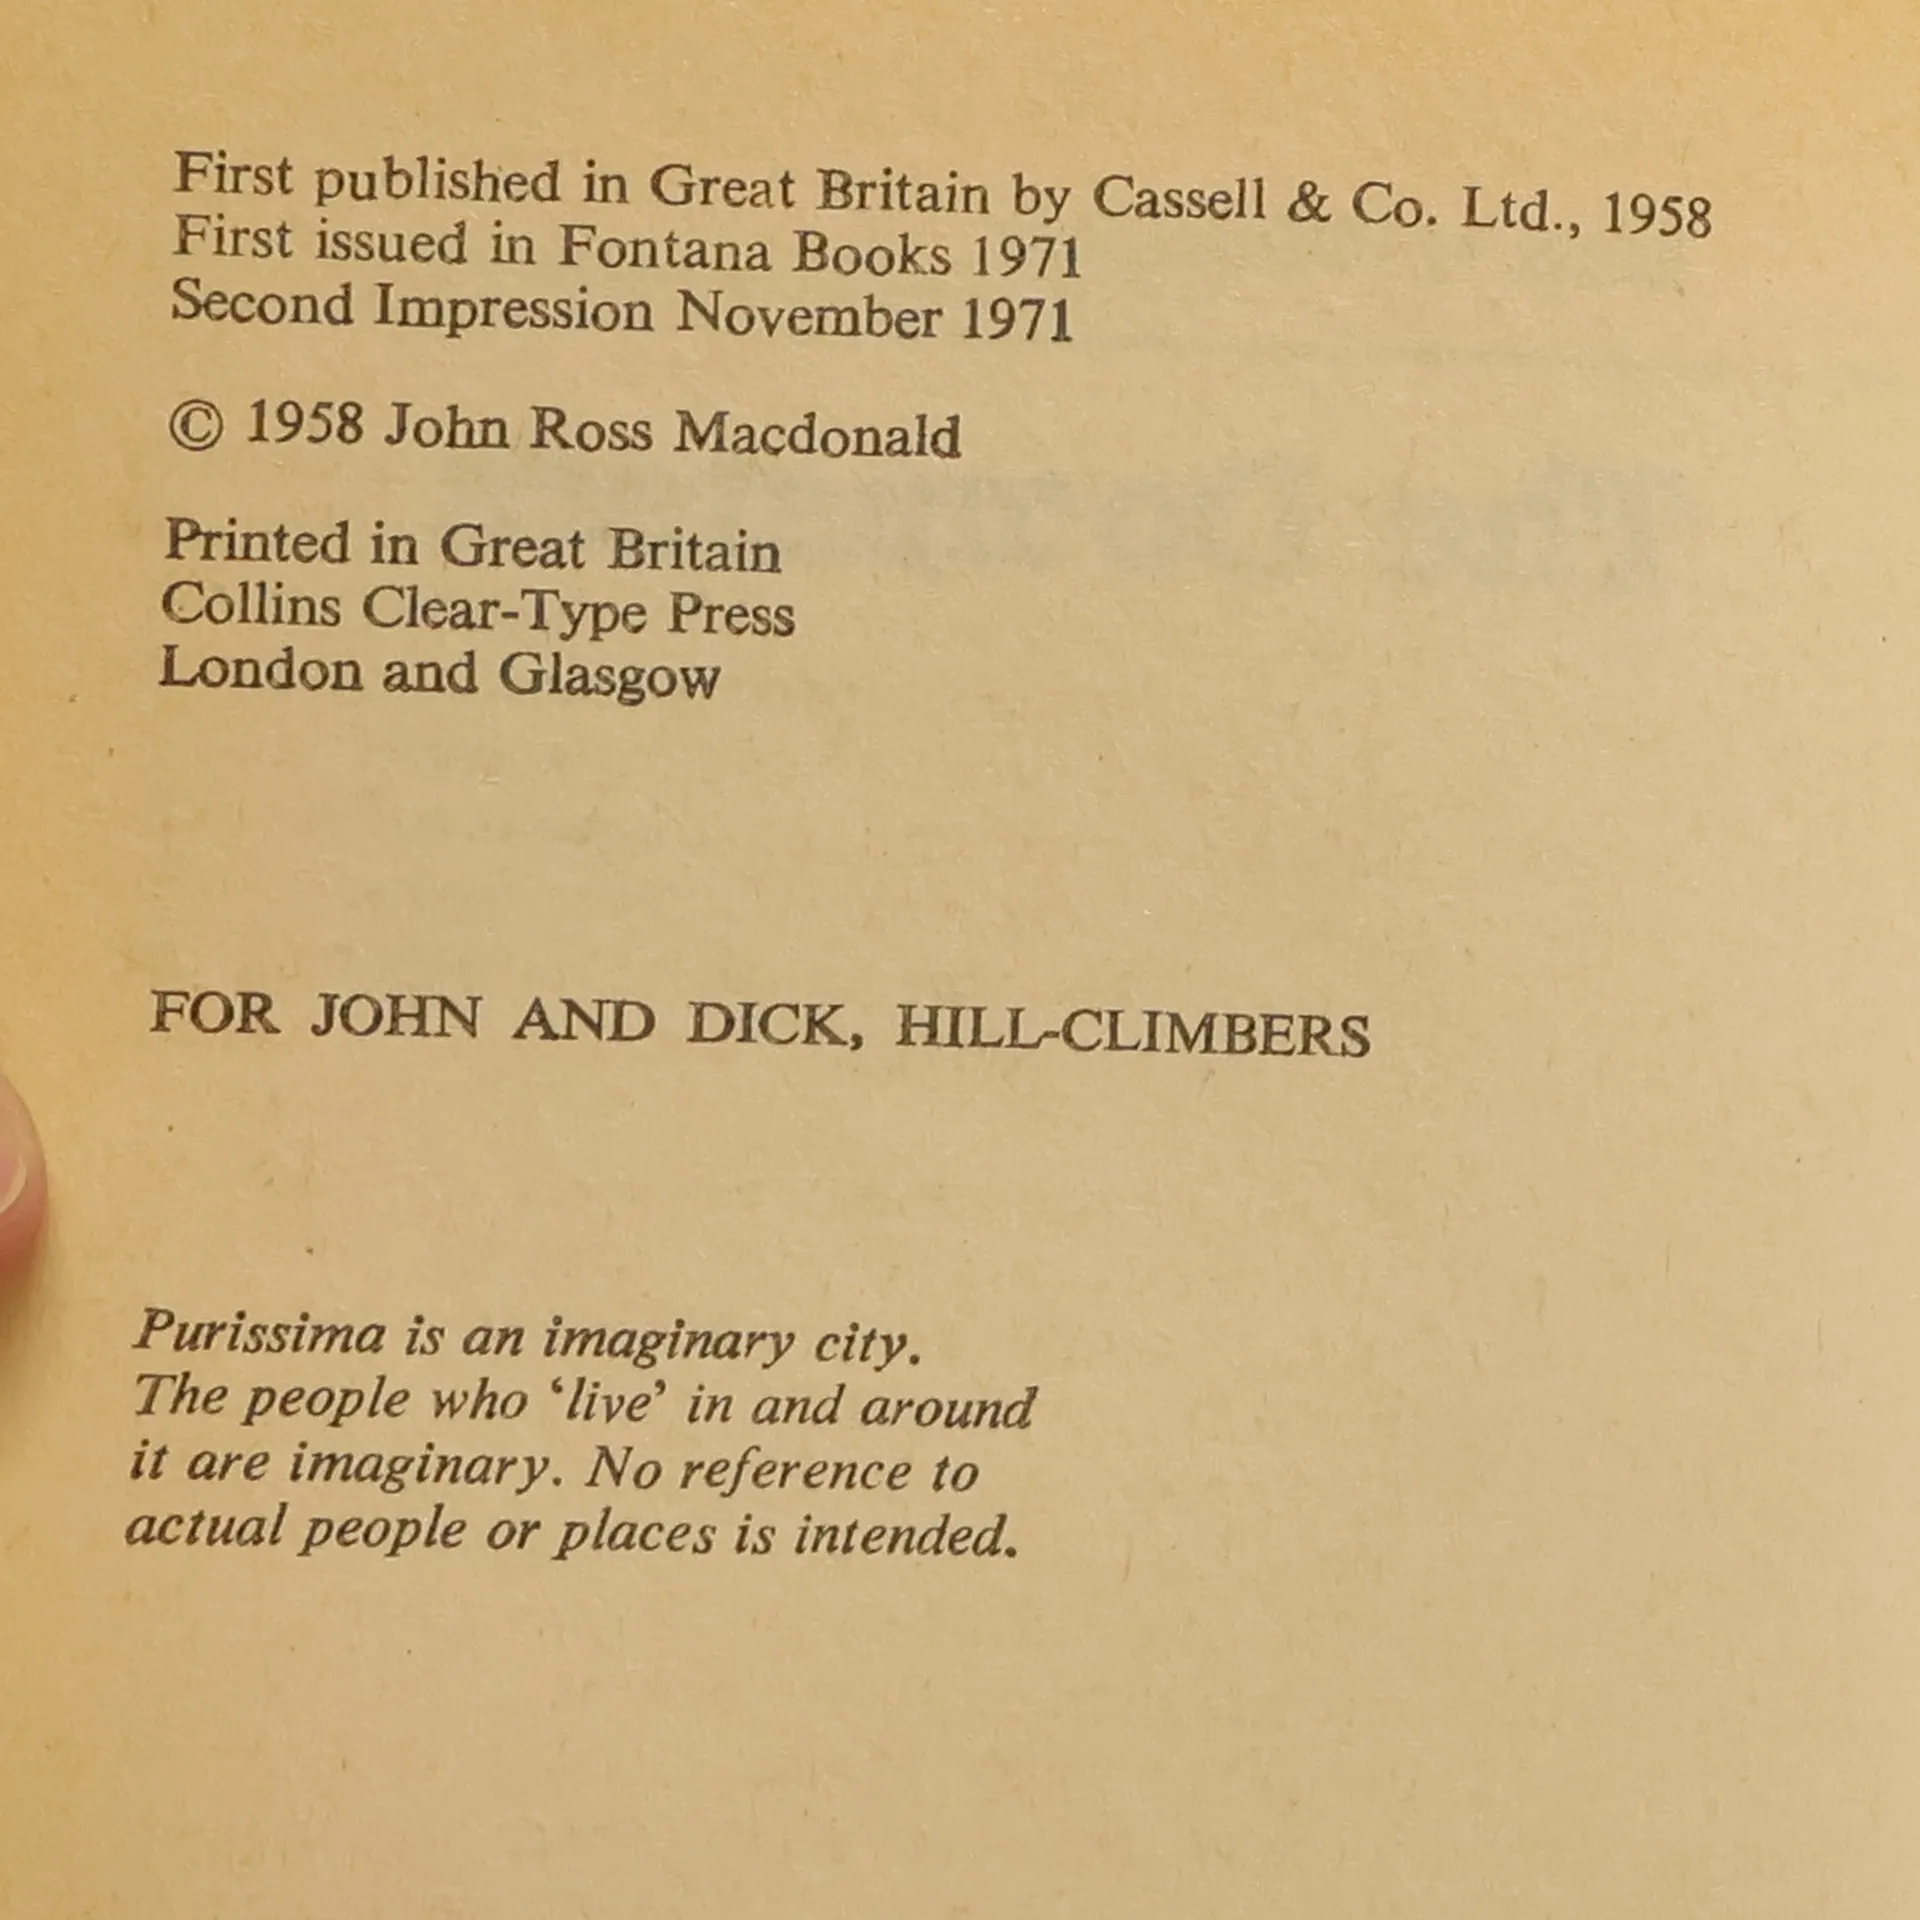 First published in Great Britain by Cassell & Co. Ltd., 1958
First issued in Fontana Books 1971
Second Impression November 1971
© 1958 John Ross Macdonald
Printed in Great Britain
Collins Clear-Type Press
London and Glasgow
FOR JOHN AND DICK, HILL-CLIMBERS
Purissima is an imaginary city.
The people who ‘live’ in and around
it are imaginary. No reference to
actual people or places is intended.